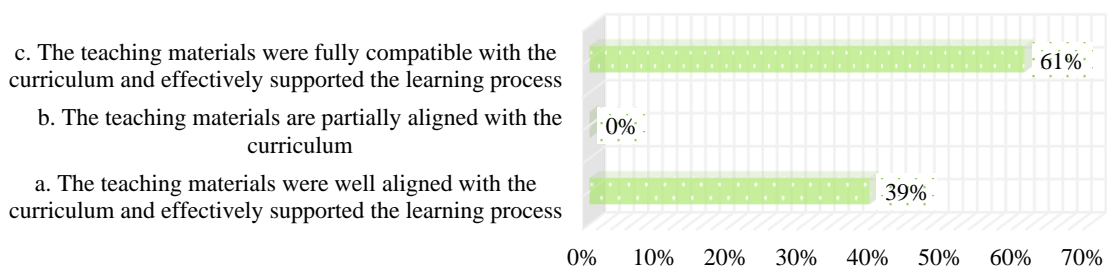 c. The teaching materials were fully compatible with the
curriculum and effectively supported the learning process
61%
b. The teaching materials are partially aligned with the
curriculum
0%
a. The teaching materials were well aligned with the
curriculum and effectively supported the learning process
39%
0% 10% 20% 30% 40% 50% 60% 70%